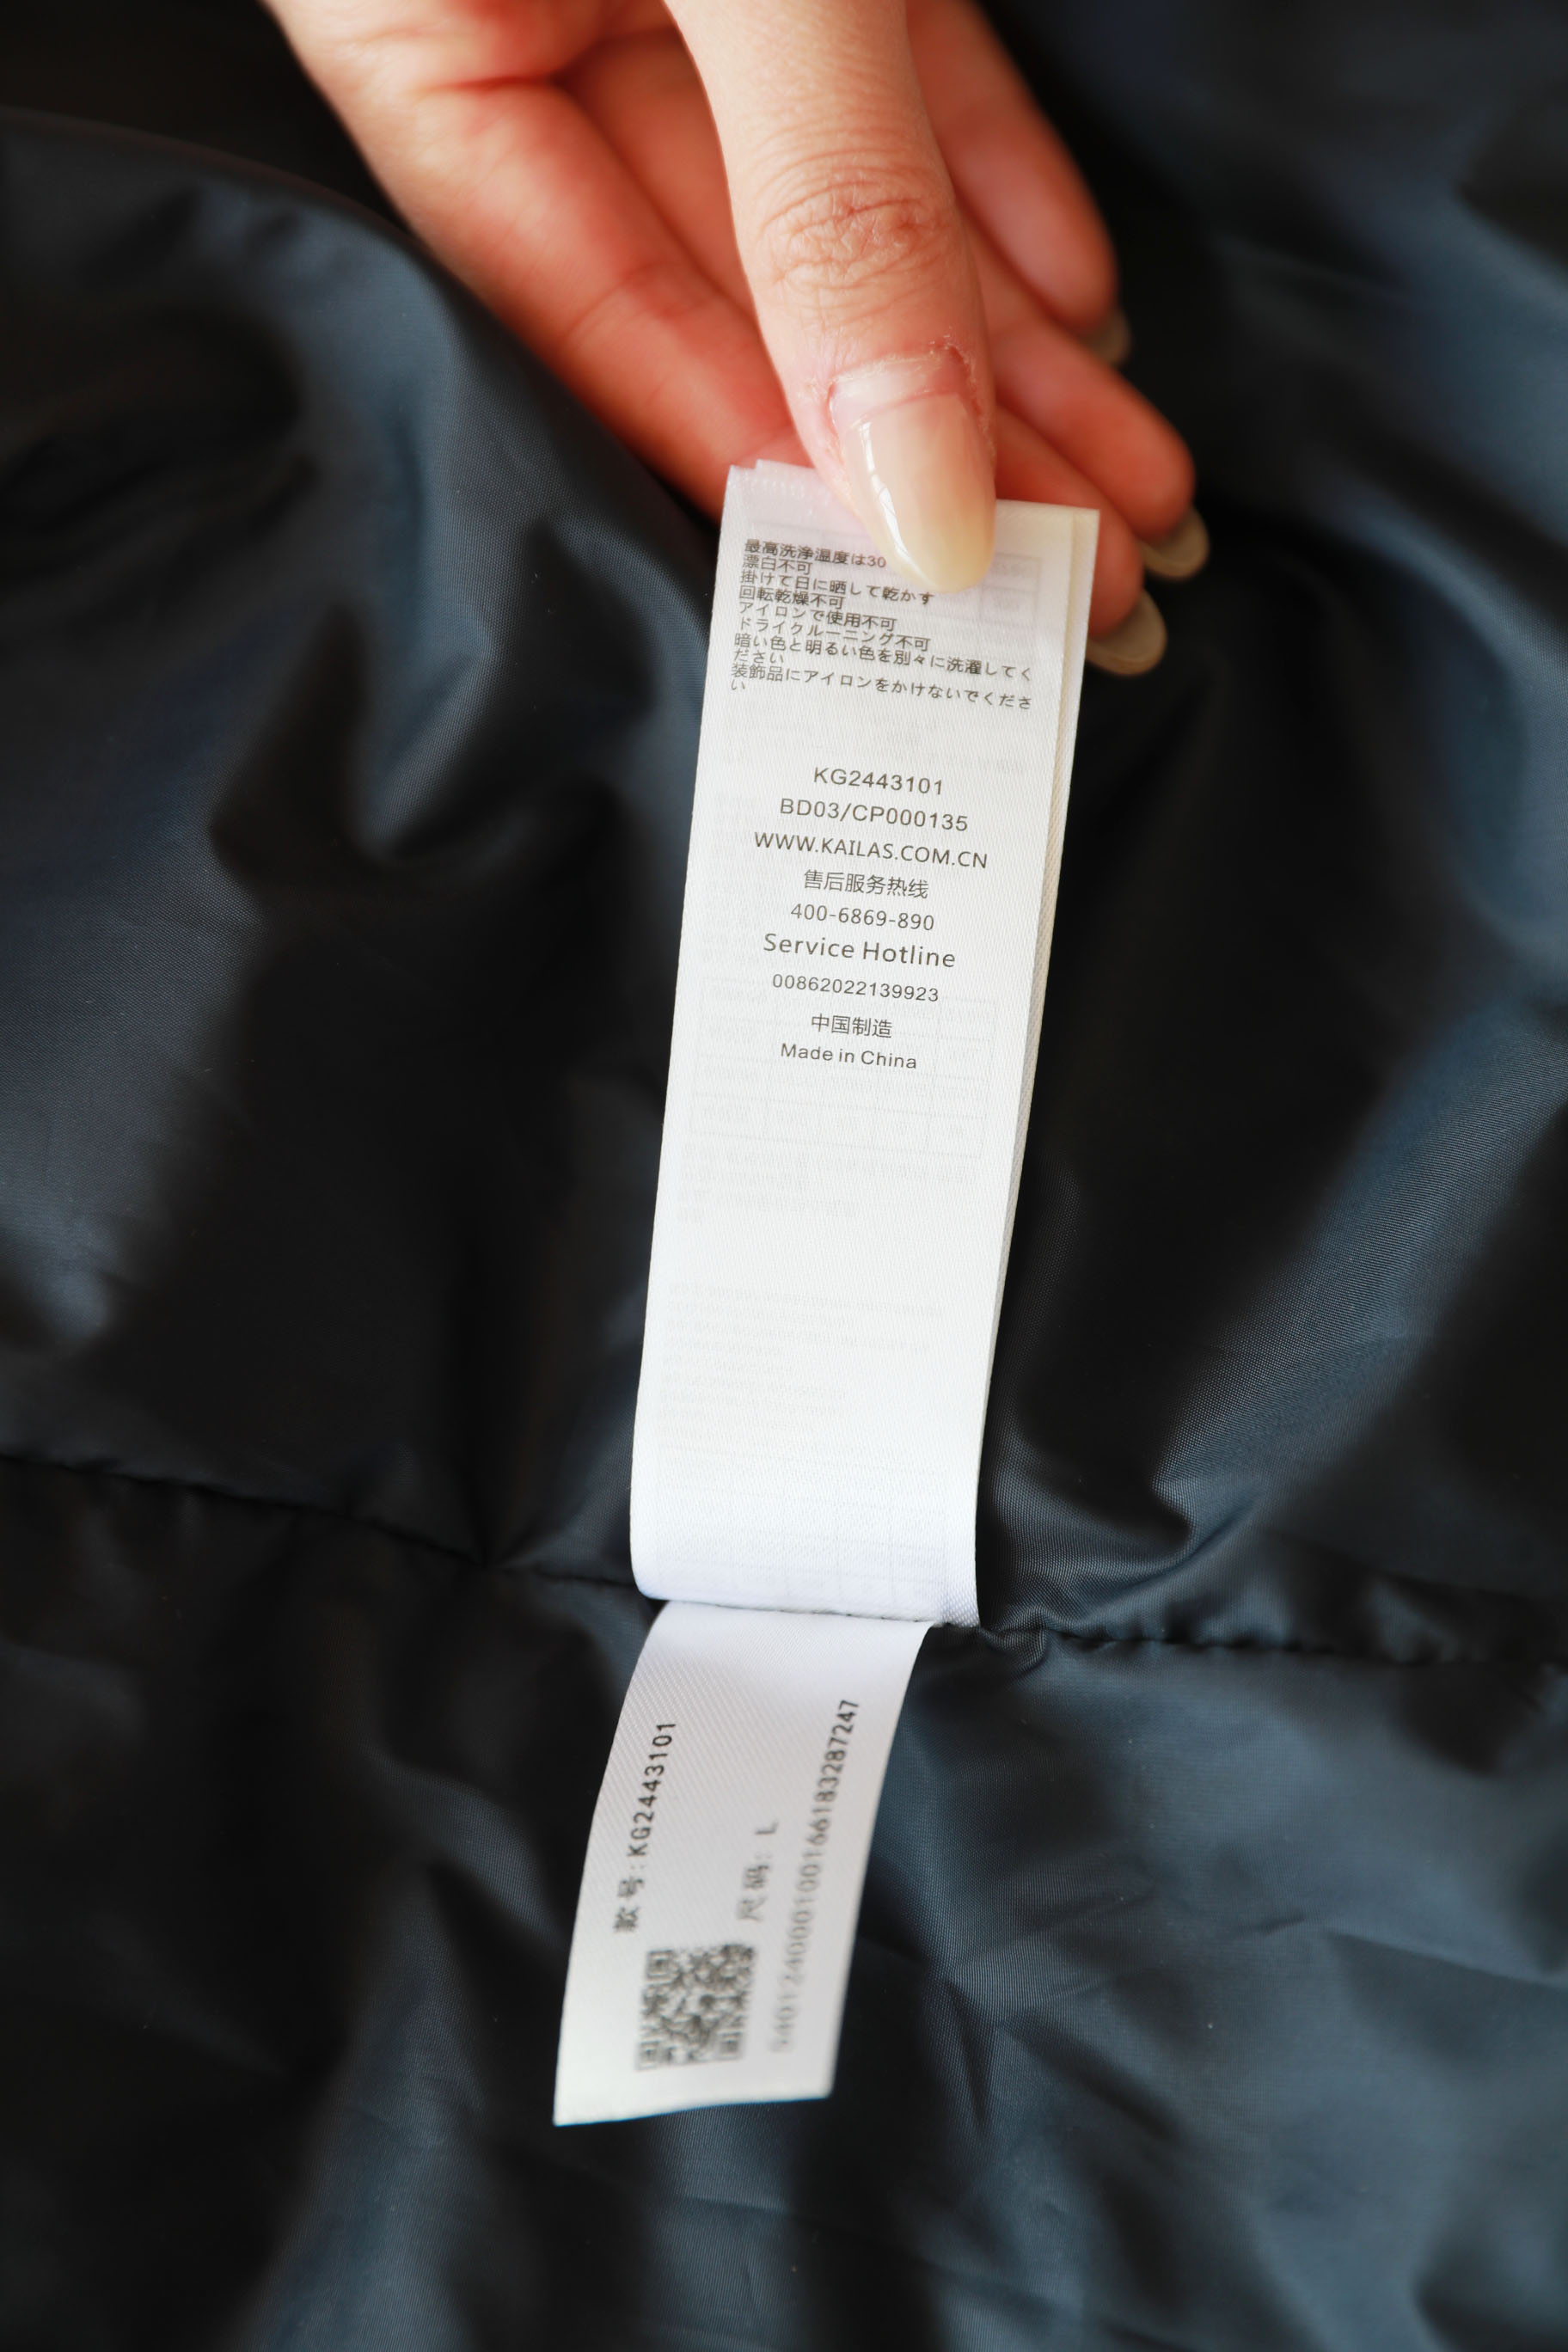 最高洗浄温度は30
漂白不可
掛けて日に晒して乾かす
回転乾燥不可
アイロンで使用不可
ドライクルーニング不可
暗い色と明るい色を別々に洗濯してく
ださい
装飾品にアイロンをかけないでくださ
い
KG2443101
BD03/CP000135
WWW.KAILAS.COM.CN
售后服务热线
400-6869-890
Service Hotline
00862022139923
中国制造
Made in China
款号:KG2443101
尺码: L